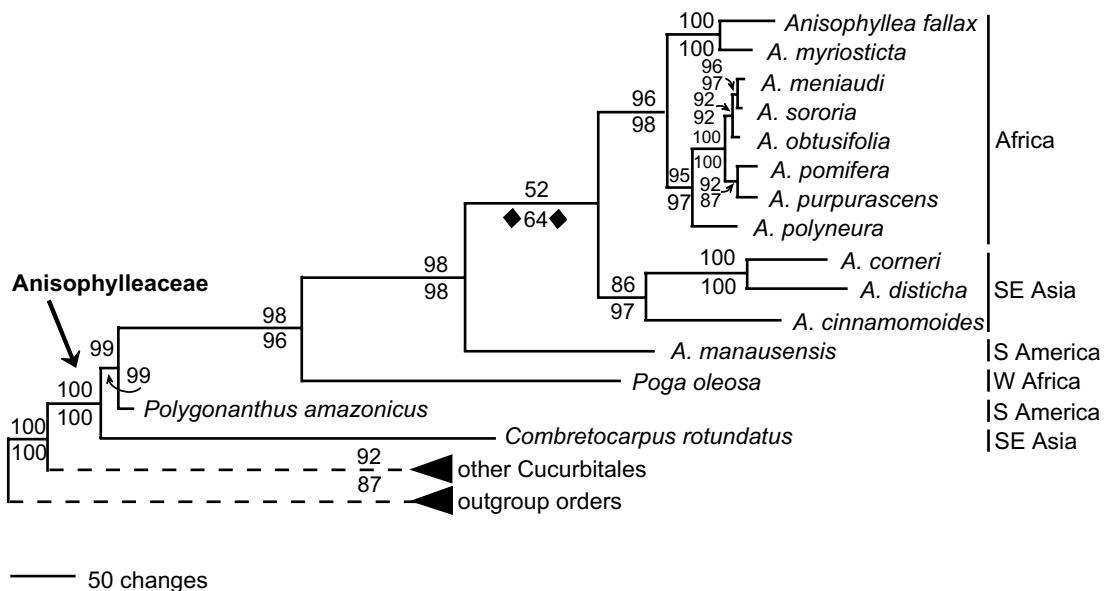 100 Anisophyllea fallax
100 A. myriosticta
96
97 A. meniaudi
92 A. sororia
92
96
98
100 A. obtusifolia
Africa
100 A. pomifera
95 92
97 87 A. purpurascens
52
64
A. polyneura
100 A. corneri
98
98
Anisophylleaceae
86 100 A. disticha
SE Asia
97
A. cinnamomoides
98
96
99 A. manausensis S America
99 Poga oleosa W Africa
100
100 Polygonanthus amazonicus S America
100
100 Combretocarpus rotundatus SE Asia
92
87 other Cucurbitales
outgroup orders
50 changes